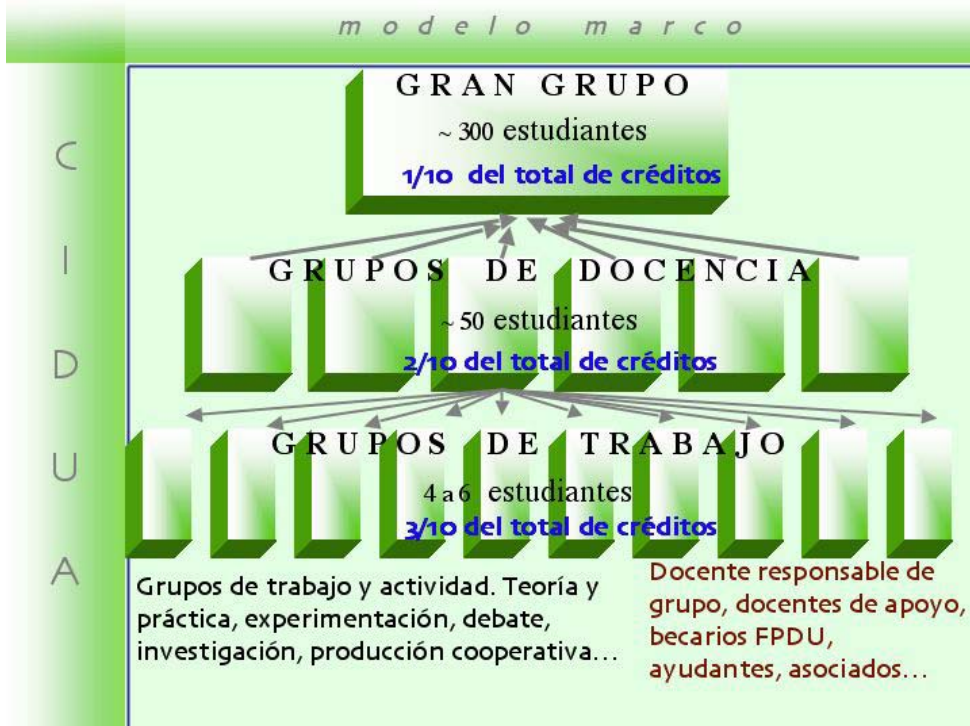 modelo marco
CIDUA
GRAN GRUPO
~ 300 estudiantes
1/10 del total de créditos
GRUPOS DE DOCENCIA
~ 50 estudiantes
2/10 del total de créditos
GRUPOS DE TRABAJO
4 a 6 estudiantes
3/10 del total de créditos
Grupos de trabajo y actividad. Teoría y
práctica, experimentación, debate,
investigación, producción cooperativa...
Docente responsable de
grupo, docentes de apoyo,
becarios FPDU,
ayudantes, asociados...